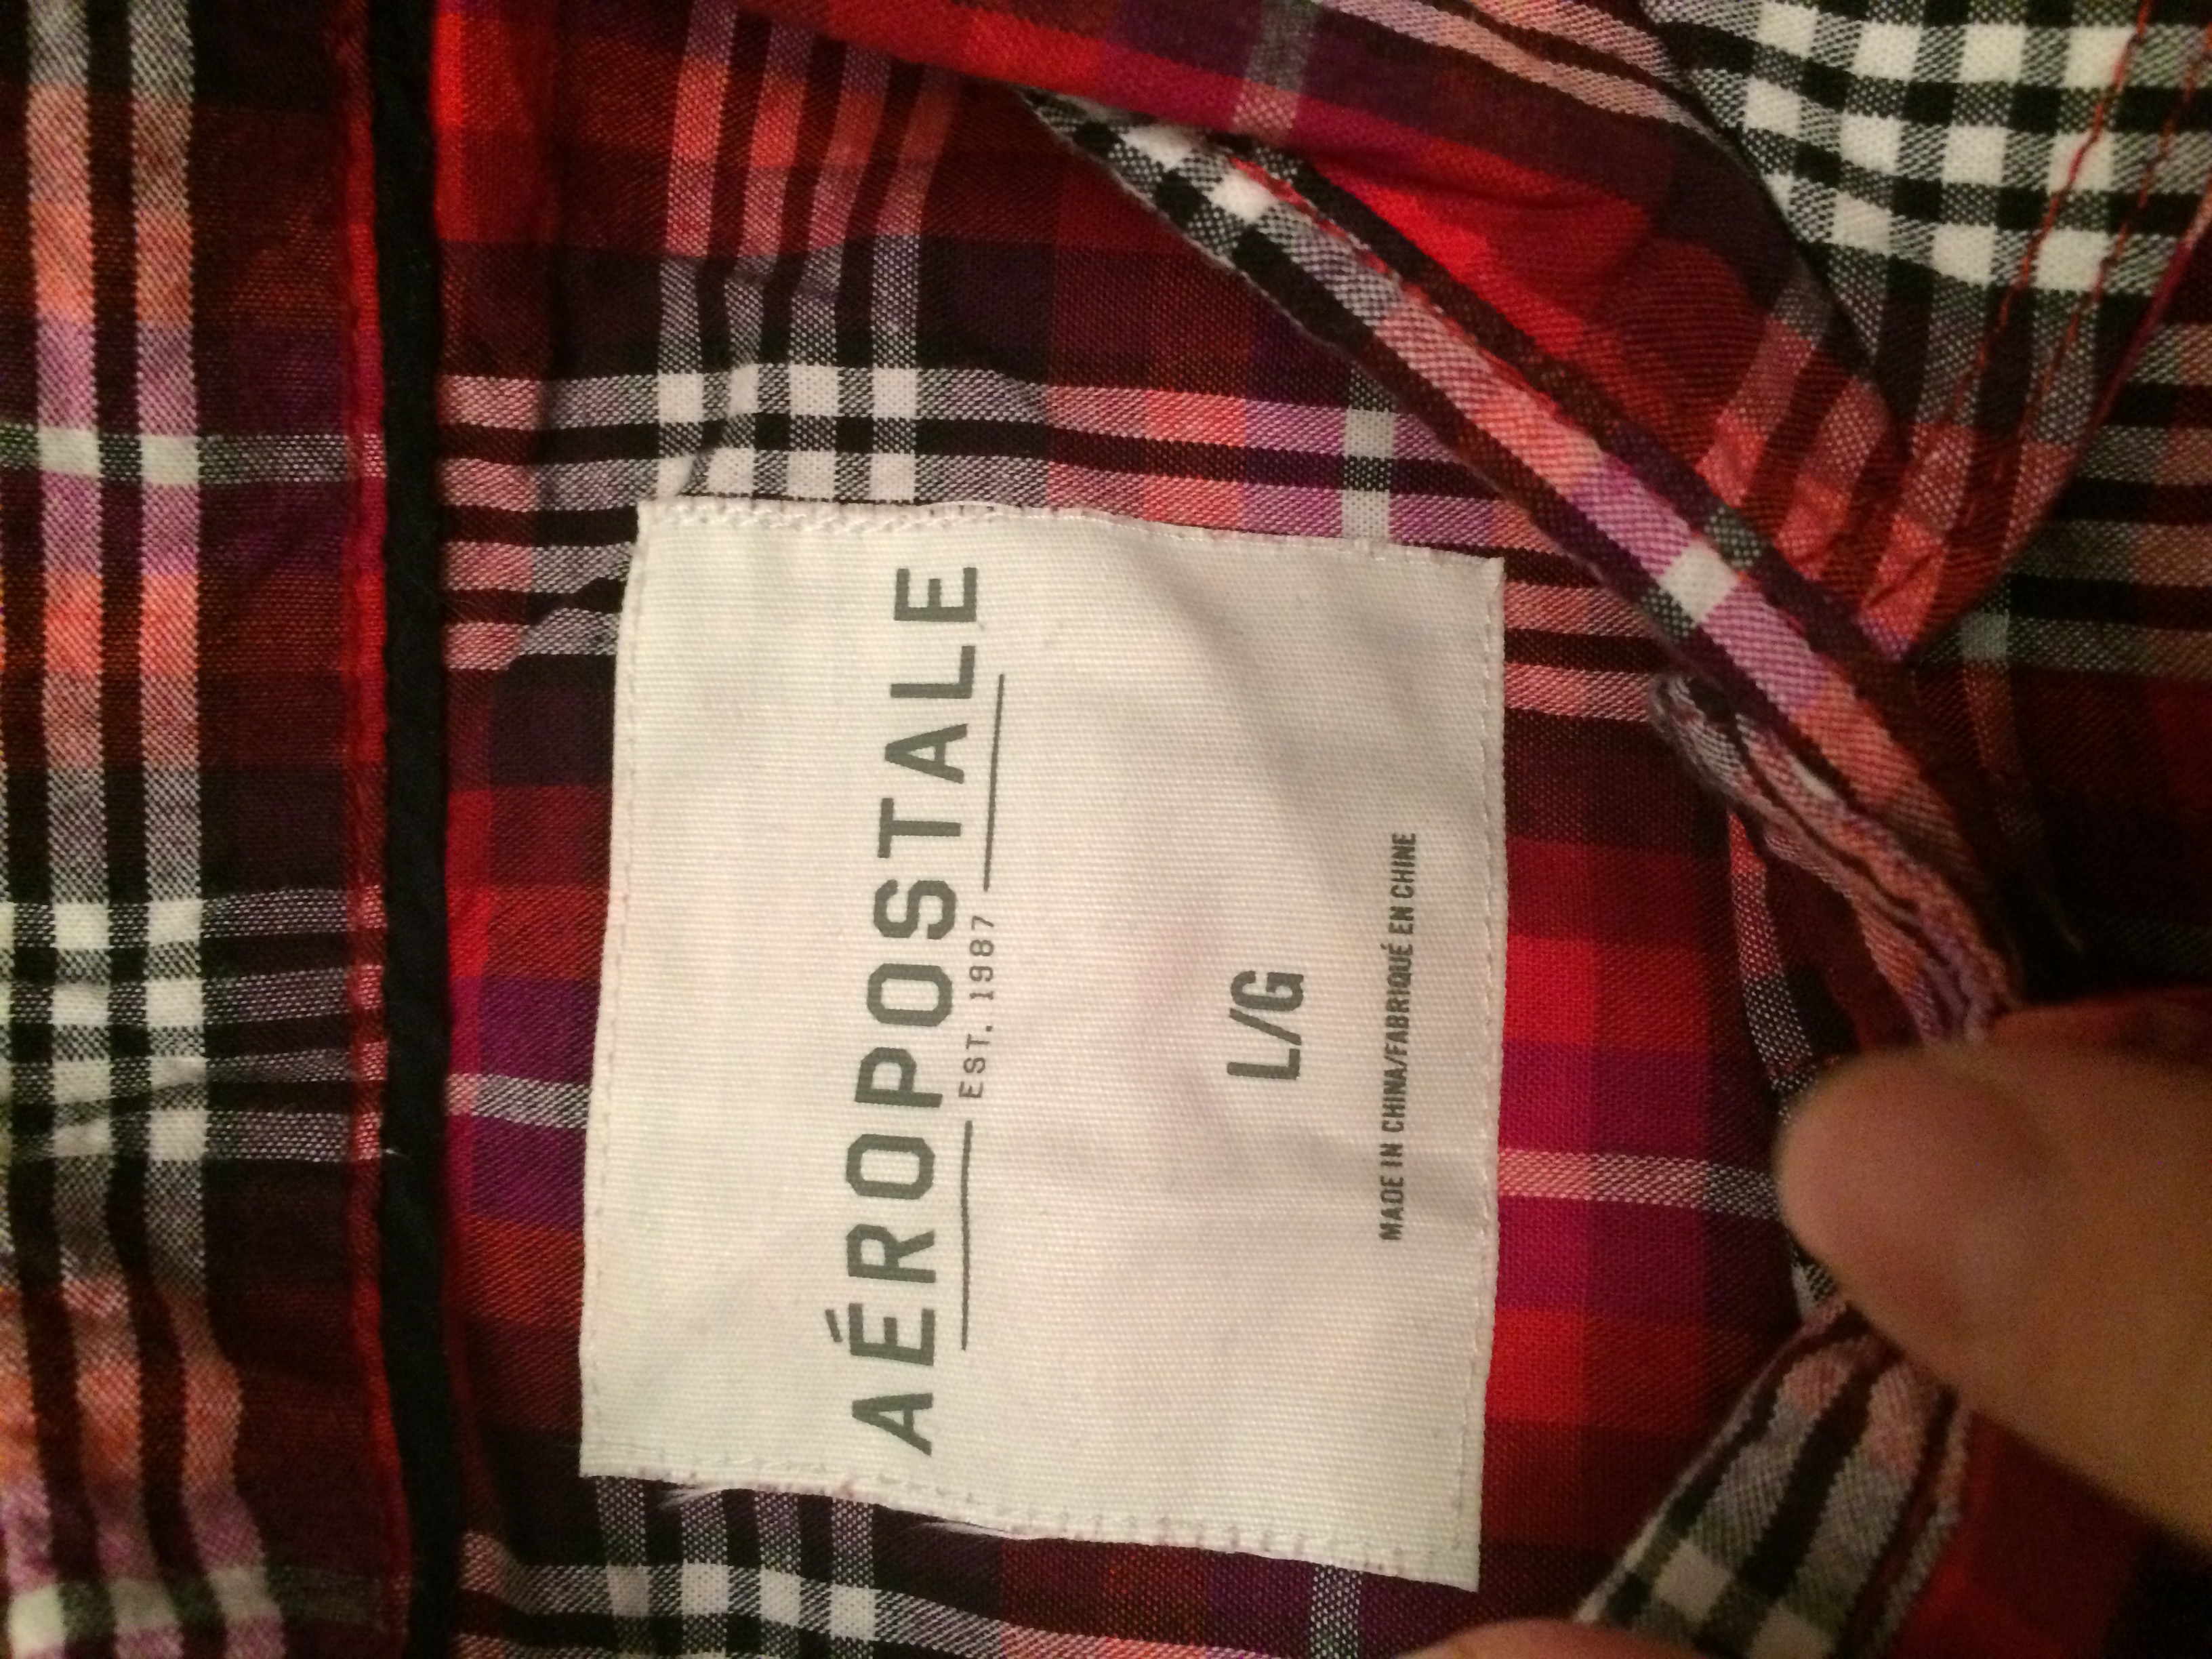 AÉROPOSTALE
EST. 1987
L/G
MADE IN CHINA/FABRIQUÉ EN CHINE